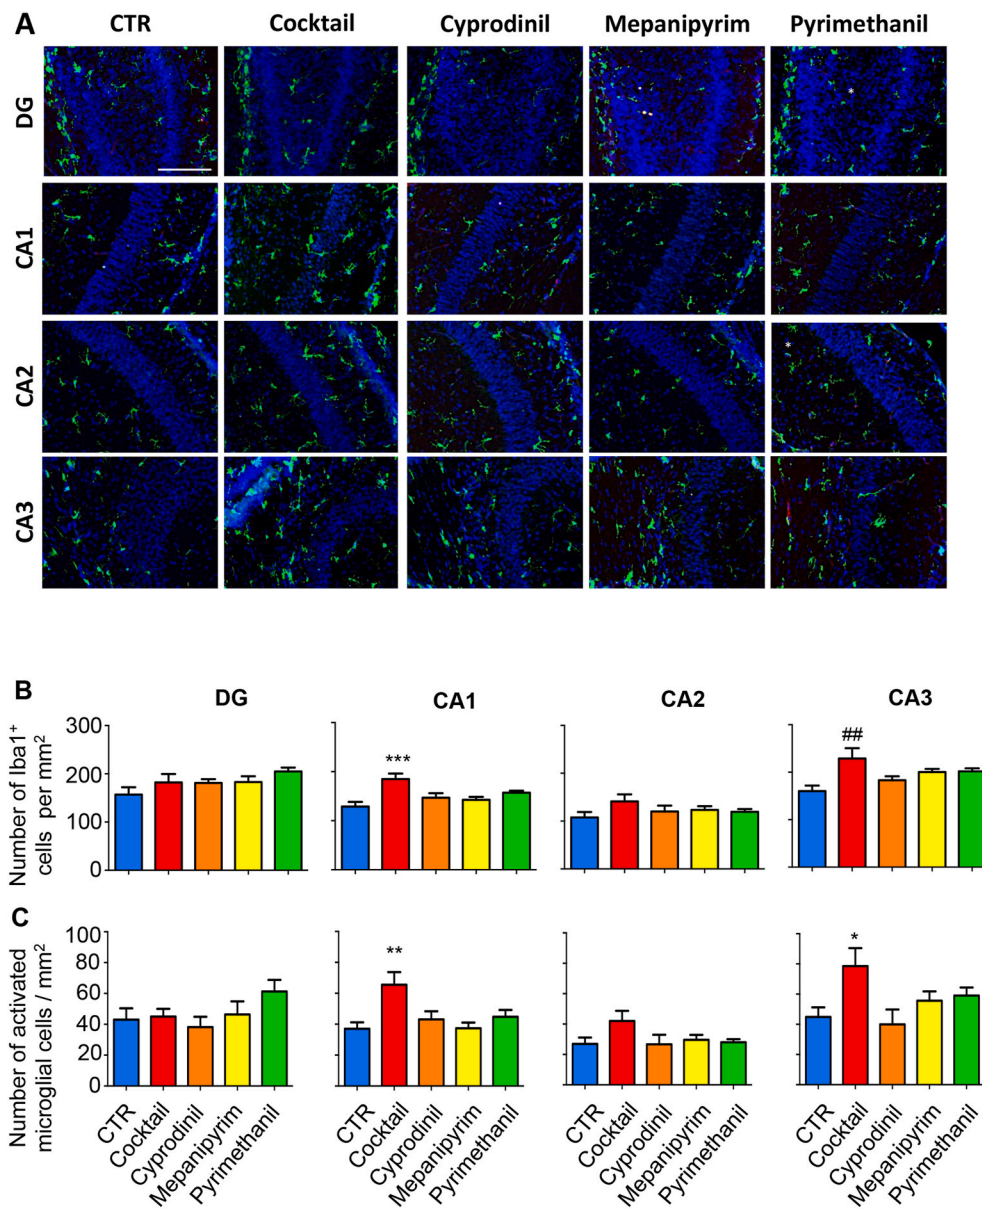 A
CTR Cocktail Cyprodinil Mepanipyrim Pyrimethanil
DG
*
CA1
CA2
*
CA3
B
DG CA1 CA2 CA3
Number of Iba1⁺
cells per mm²
300
200
100
0
***
##
C
Number of activated
microglial cells / mm²
100
80
60
40
20
0
**
*
CTR Cocktail Cyprodinil Mepanipyrim Pyrimethanil
CTR Cocktail Cyprodinil Mepanipyrim Pyrimethanil
CTR Cocktail Cyprodinil Mepanipyrim Pyrimethanil
CTR Cocktail Cyprodinil Mepanipyrim Pyrimethanil